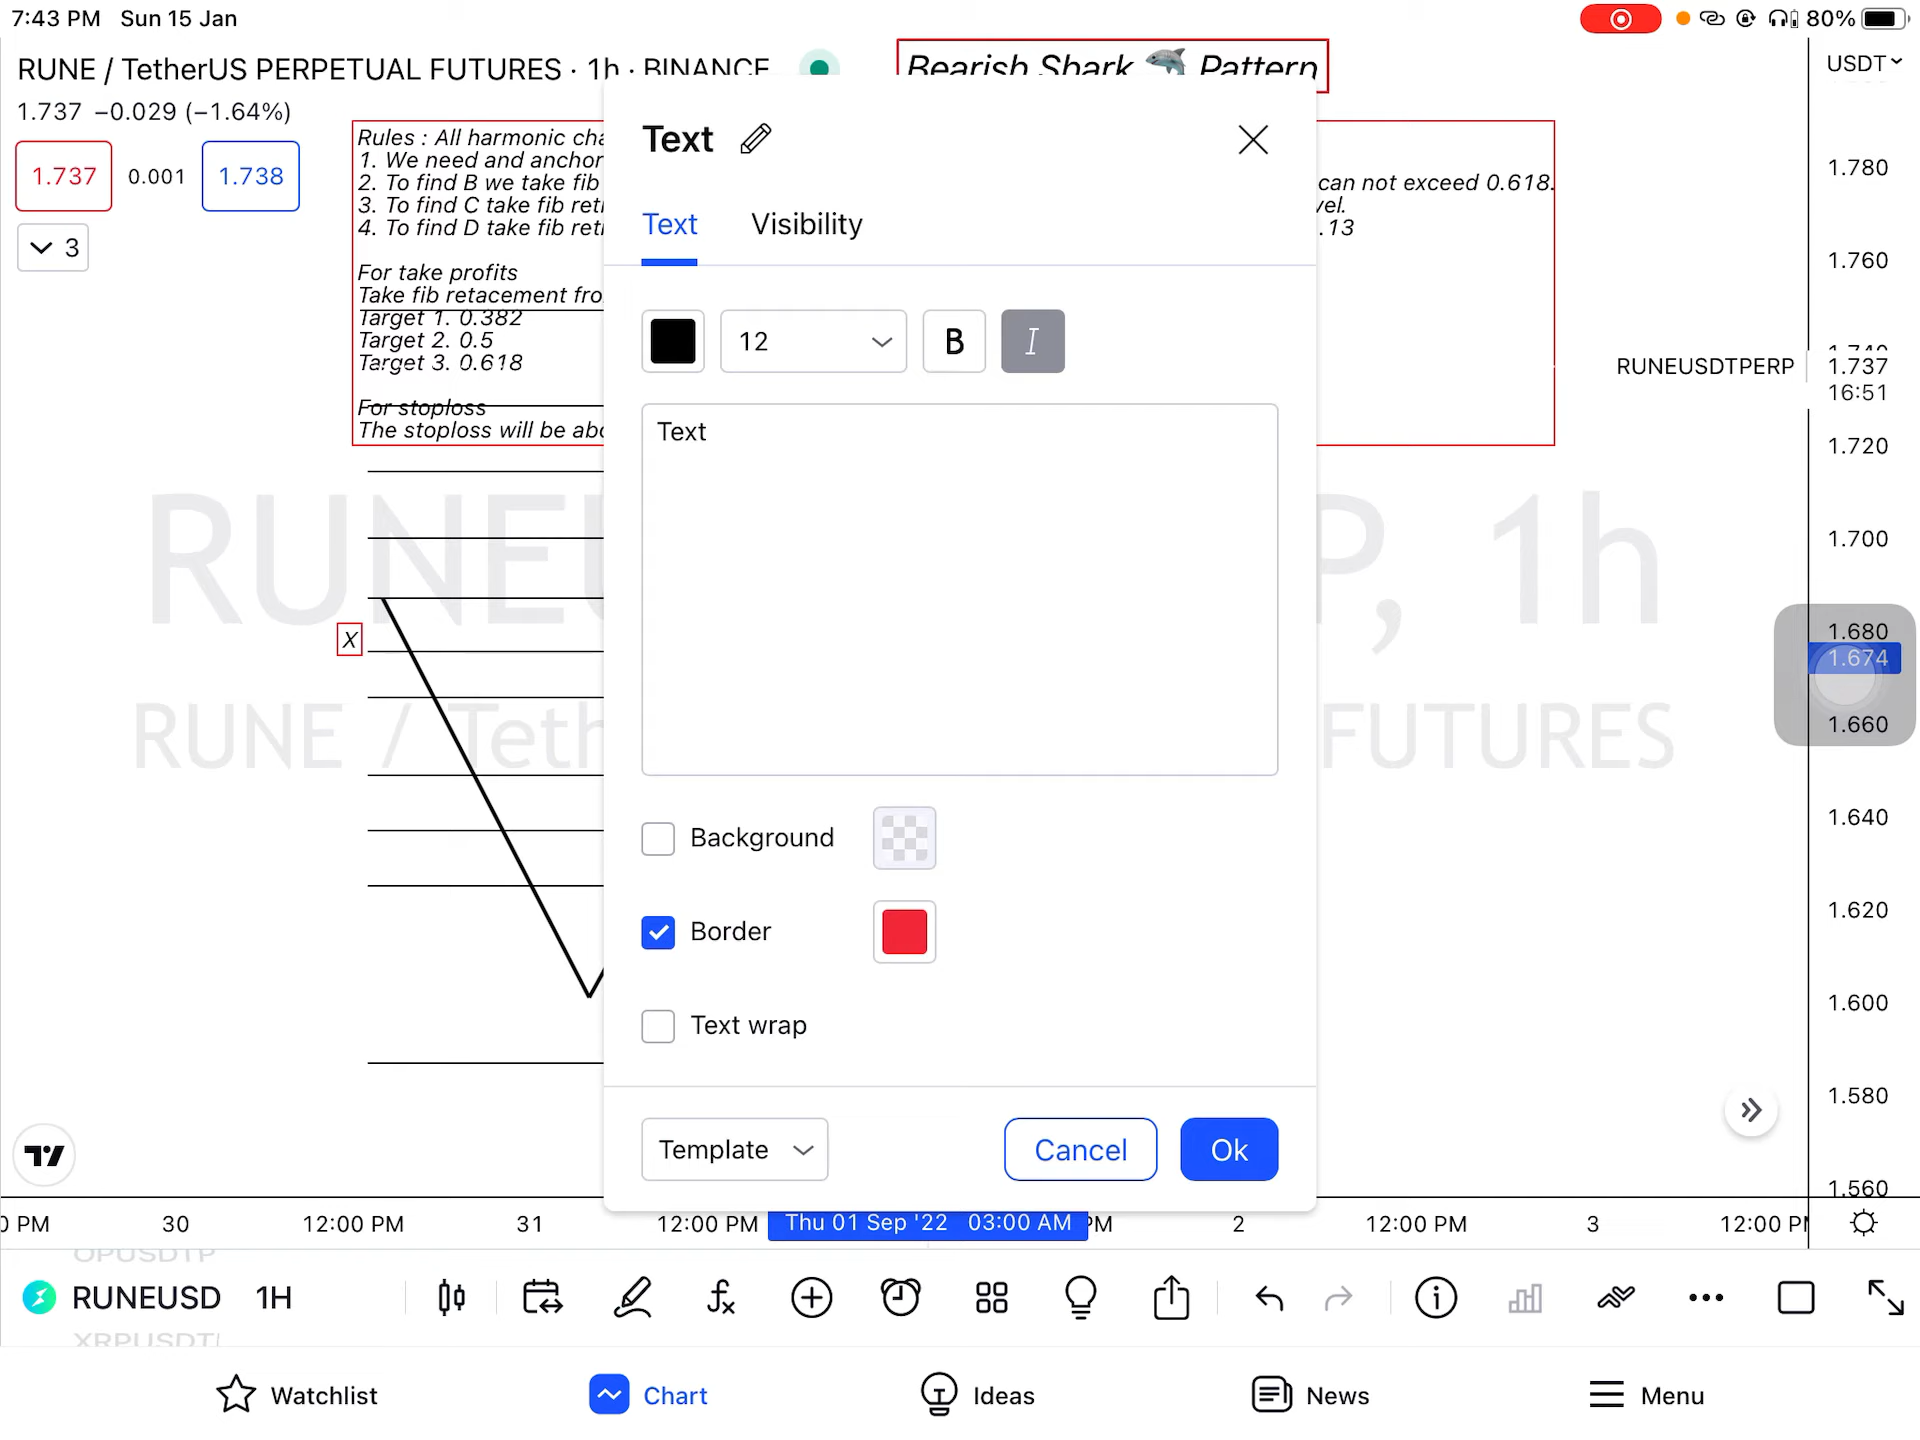 7:43 PM Sun 15 Jan
80%
RUNE / TetherUS PERPETUAL FUTURES · 1h · BINANCE
Bearish Shark Pattern
USDT
1.737 −0.029 (−1.64%)
1.737 0.001 1.738
3
Rules : All harmonic cha
1. We need and anchor
2. To find B we take fib
can not exceed 0.618.
3. To find C take fib ret
vel.
4. To find D take fib ret
.13
For take profits
Take fib retacement fro
Target 1. 0.382
Target 2. 0.5
Target 3. 0.618
For stoploss
The stoploss will be abo
X
Text
Text Visibility
12 B I
Text
Background
Border
Text wrap
Template Cancel Ok
RUNEUSDTPERP
1.780
1.760
1.740
1.737
16:51
1.720
1.700
1.680
1.674
1.660
1.640
1.620
1.600
1.580
1.560
RUNEU P, 1h
RUNE / Teth FUTURES
0 PM 30 12:00 PM 31 12:00 PM Thu 01 Sep '22 03:00 AM PM 2 12:00 PM 3 12:00 PM
OPUSDTP
RUNEUSD 1H
XRPUSDT
Watchlist Chart Ideas News Menu